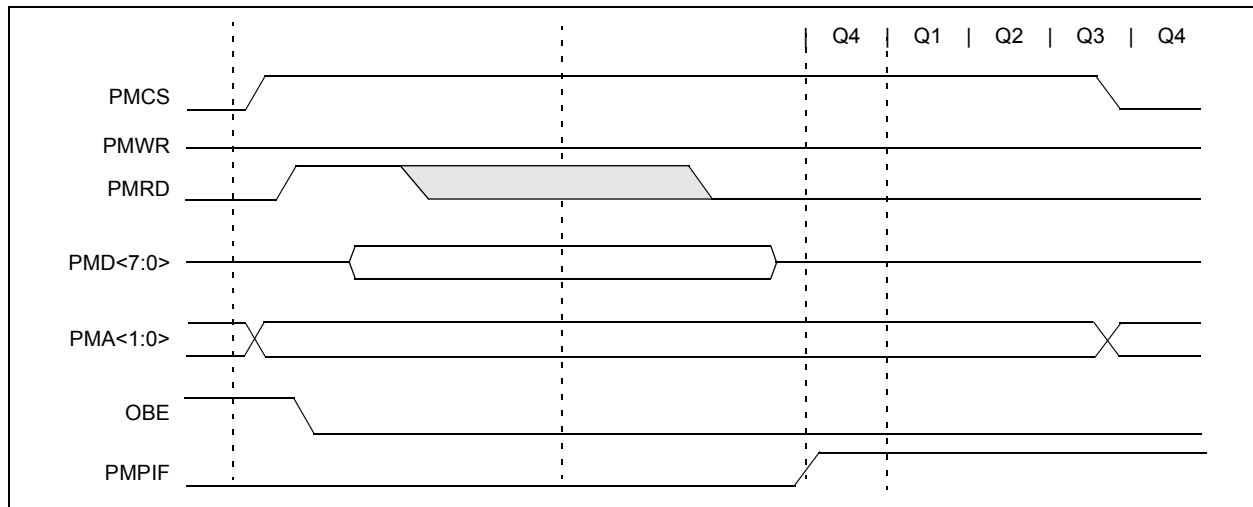 | Q4 | Q1 | Q2 | Q3 | Q4
PMCS
PMWR
PMRD
PMD<7:0>
PMA<1:0>
OBE
PMPIF